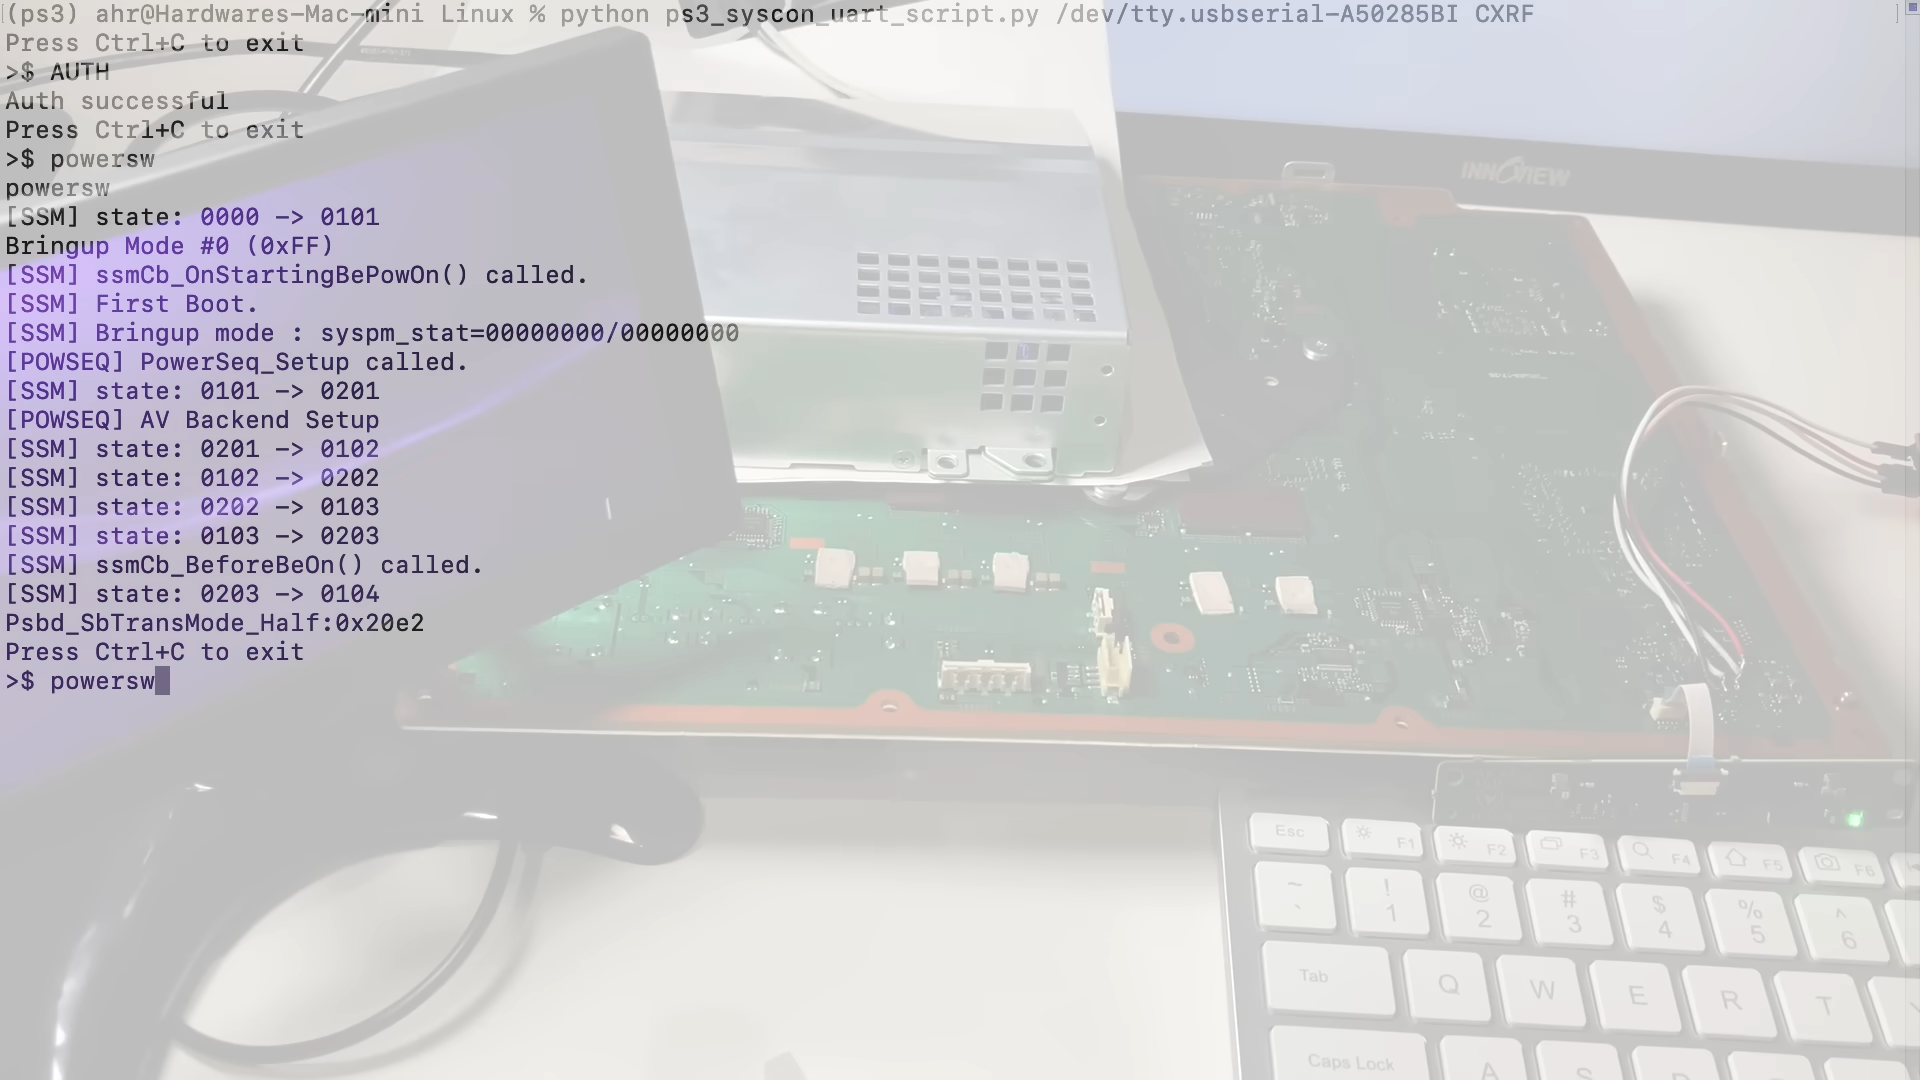 (ps3) ahr@Hardwares-Mac-mini Linux % python ps3_syscon_uart_script.py /dev/tty.usbserial-A50285BI CXRF
Press Ctrl+C to exit
>$ AUTH
Auth successful
Press Ctrl+C to exit
>$ powersw
powersw
[SSM] state: 0000 -> 0101
Bringup Mode #0 (0xFF)
[SSM] ssmCb_OnStartingBePowOn() called.
[SSM] First Boot.
[SSM] Bringup mode : syspm_stat=00000000/00000000
[POWSEQ] PowerSeq_Setup called.
[SSM] state: 0101 -> 0201
[POWSEQ] AV Backend Setup
[SSM] state: 0201 -> 0102
[SSM] state: 0102 -> 0202
[SSM] state: 0202 -> 0103
[SSM] state: 0103 -> 0203
[SSM] ssmCb_BeforeBeOn() called.
[SSM] state: 0203 -> 0104
Psbd_SbTransMode_Half:0x20e2
Press Ctrl+C to exit
>$ powersw
INNOVIEW
Esc F1 F2 F3 F4 F5 F6
~ ! @ # $ % ^
` 1 2 3 4 5 6
Tab Q W E R T Y
Caps Lock A S D